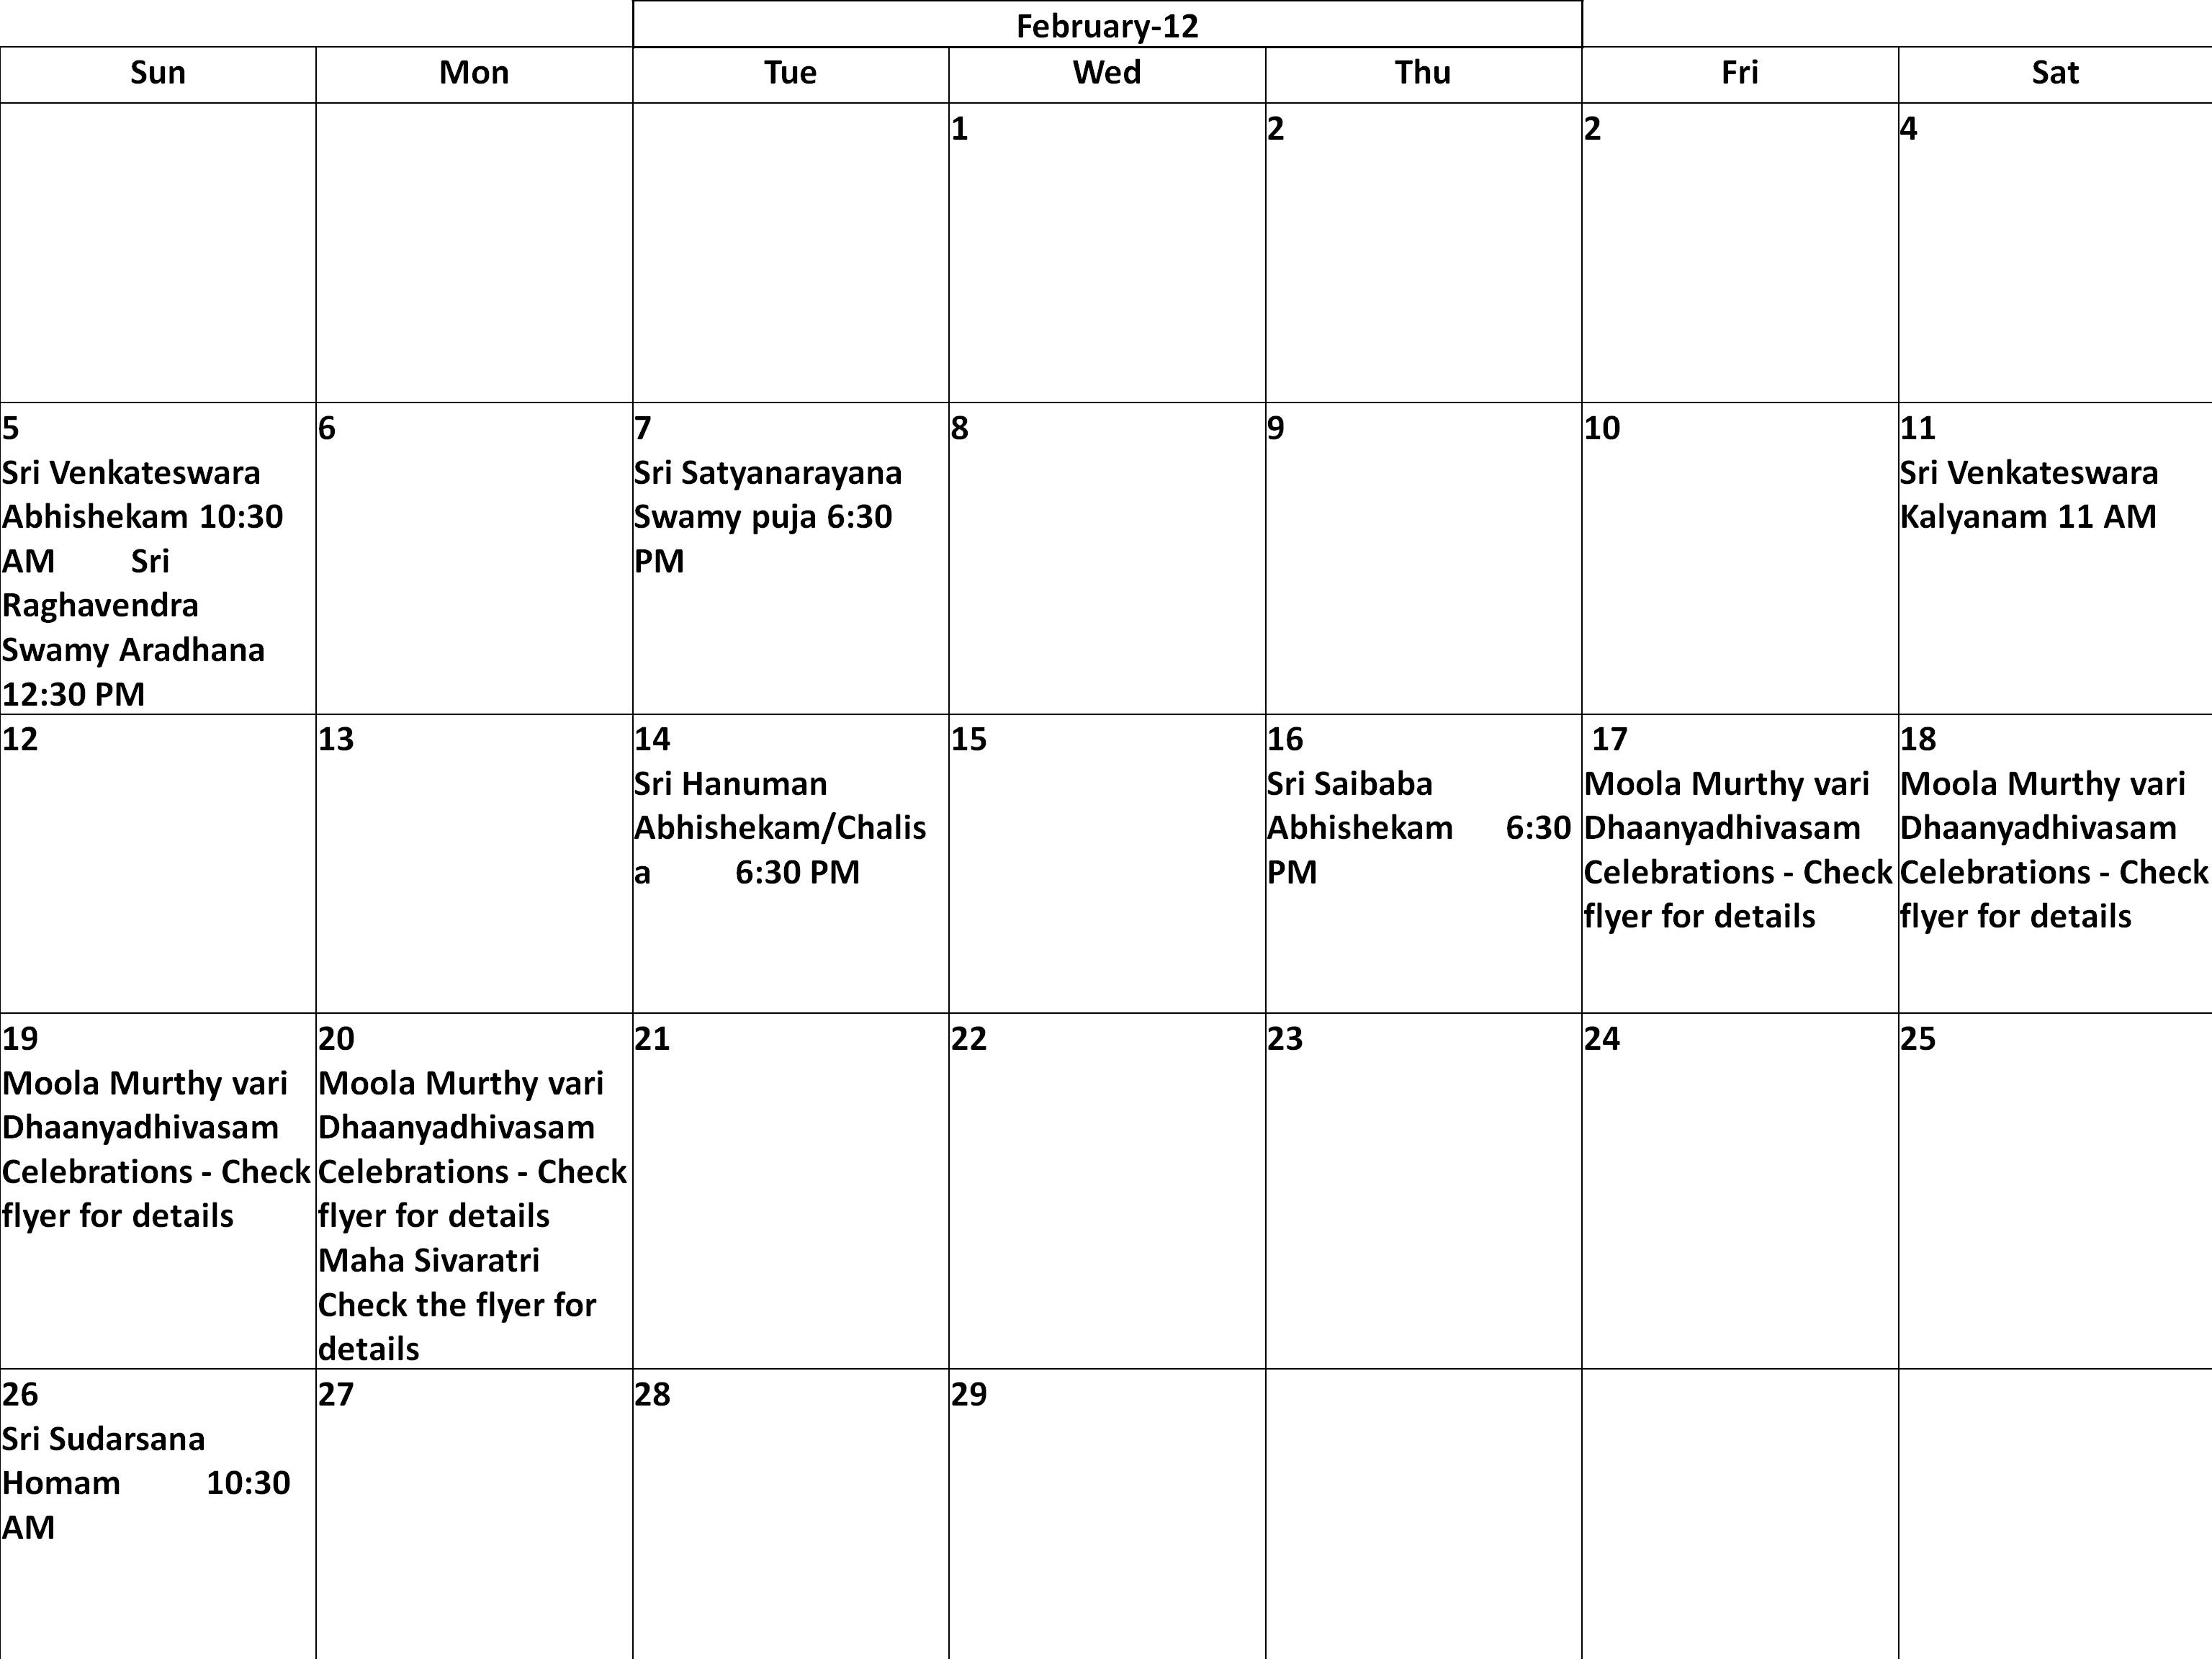 February-12
Sun Mon Tue Wed Thu Fri Sat
1 2 2 4
5
Sri Venkateswara
Abhishekam 10:30
AM Sri
Raghavendra
Swamy Aradhana
12:30 PM
6
7
Sri Satyanarayana
Swamy puja 6:30
PM
8
9
10
11
Sri Venkateswara
Kalyanam 11 AM
12
13
14
Sri Hanuman
Abhishekam/Chalis
a 6:30 PM
15
16
Sri Saibaba
Abhishekam 6:30
PM
17
Moola Murthy vari
Dhaanyadhivasam
Celebrations - Check
flyer for details
18
Moola Murthy vari
Dhaanyadhivasam
Celebrations - Check
flyer for details
19
Moola Murthy vari
Dhaanyadhivasam
Celebrations - Check
flyer for details
20
Moola Murthy vari
Dhaanyadhivasam
Celebrations - Check
flyer for details
Maha Sivaratri
Check the flyer for
details
21
22
23
24
25
26
Sri Sudarsana
Homam 10:30
AM
27
28
29